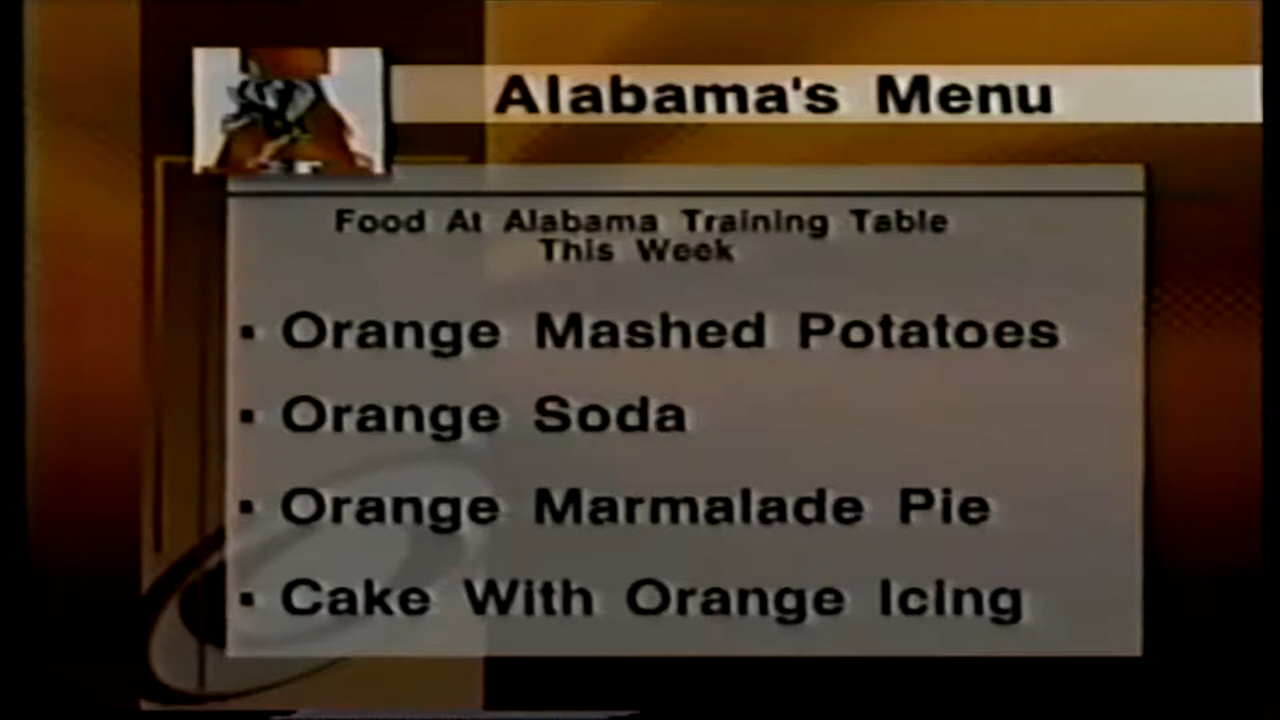 Alabama's Menu
Food At Alabama Training Table
This Week
▪ Orange Mashed Potatoes
▪ Orange Soda
▪ Orange Marmalade Pie
▪ Cake With Orange Icing